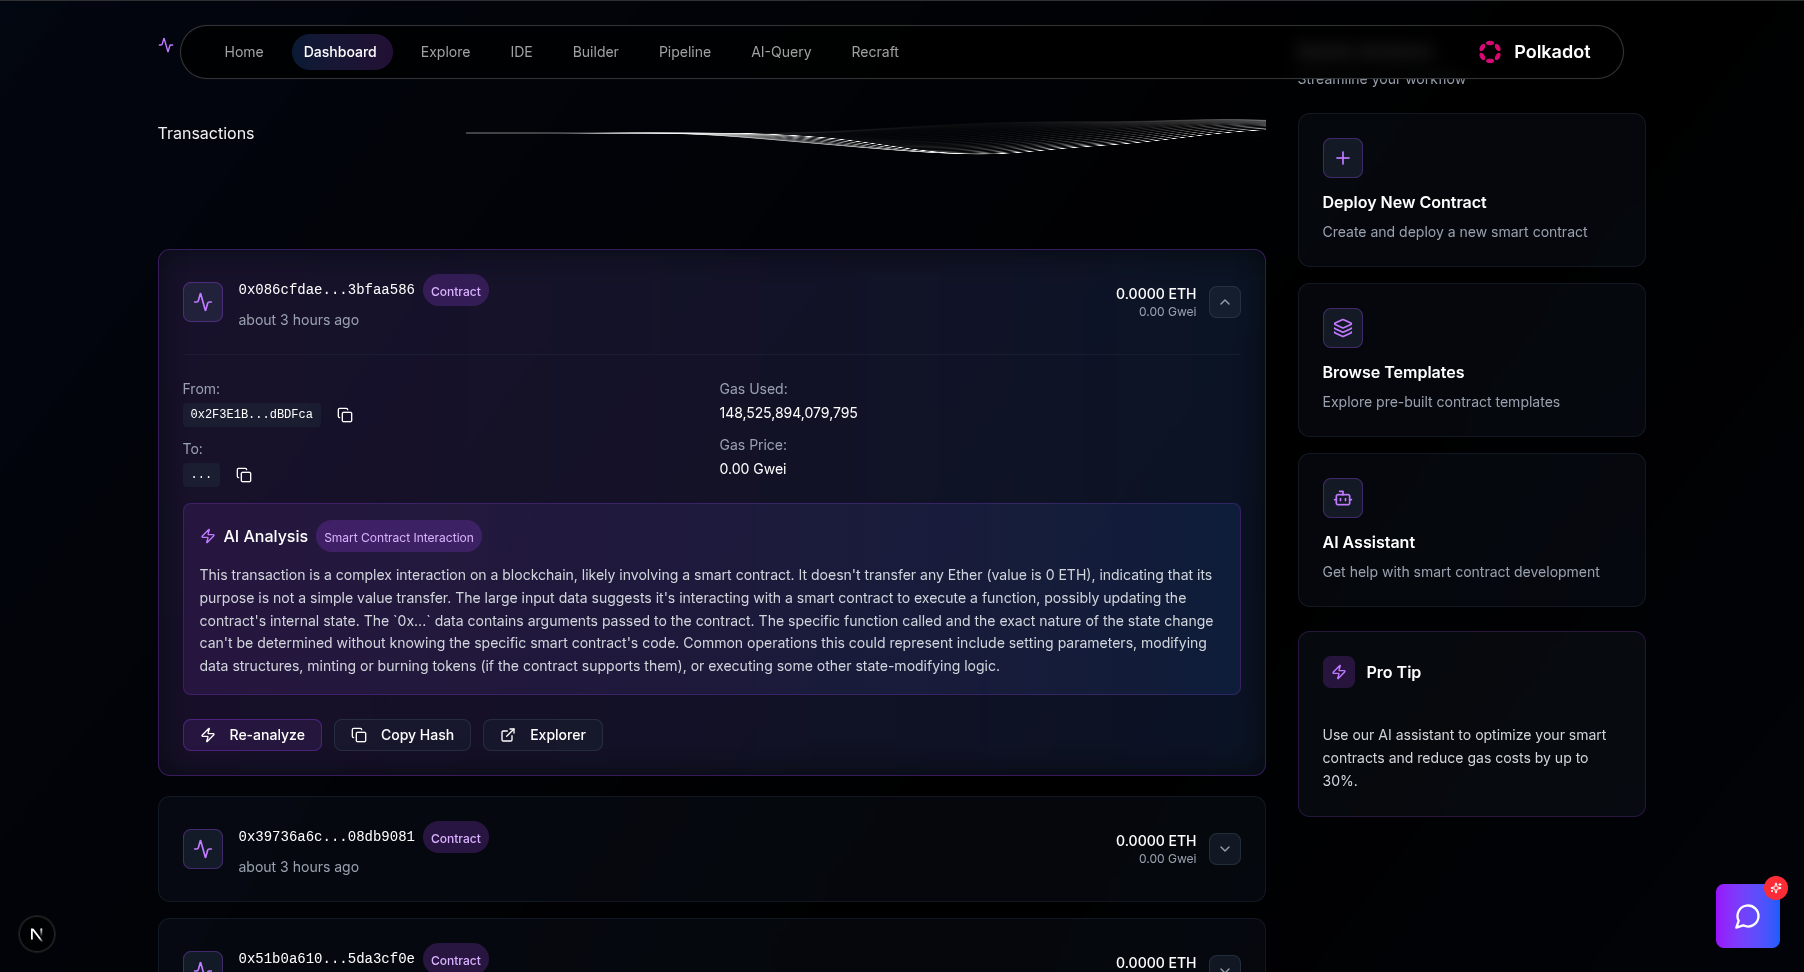 Home
Dashboard
Explore
IDE
Builder
Pipeline
AI-Query
Recraft
Polkadot
Streamline your workflow
Transactions
0x086cfdae...3bfaa586
Contract
about 3 hours ago
0.0000 ETH
0.00 Gwei
From:
0x2F3E1B...dBDFca
To:
...
Gas Used:
148,525,894,079,795
Gas Price:
0.00 Gwei
AI Analysis
Smart Contract Interaction
This transaction is a complex interaction on a blockchain, likely involving a smart contract. It doesn't transfer any Ether (value is 0 ETH), indicating that its
purpose is not a simple value transfer. The large input data suggests it's interacting with a smart contract to execute a function, possibly updating the
contract's internal state. The `0x...` data contains arguments passed to the contract. The specific function called and the exact nature of the state change
can't be determined without knowing the specific smart contract's code. Common operations this could represent include setting parameters, modifying
data structures, minting or burning tokens (if the contract supports them), or executing some other state-modifying logic.
Re-analyze
Copy Hash
Explorer
0x39736a6c...08db9081
Contract
about 3 hours ago
0.0000 ETH
0.00 Gwei
0x51b0a610...5da3cf0e
Contract
0.0000 ETH
Deploy New Contract
Create and deploy a new smart contract
Browse Templates
Explore pre-built contract templates
AI Assistant
Get help with smart contract development
Pro Tip
Use our AI assistant to optimize your smart
contracts and reduce gas costs by up to
30%.
N